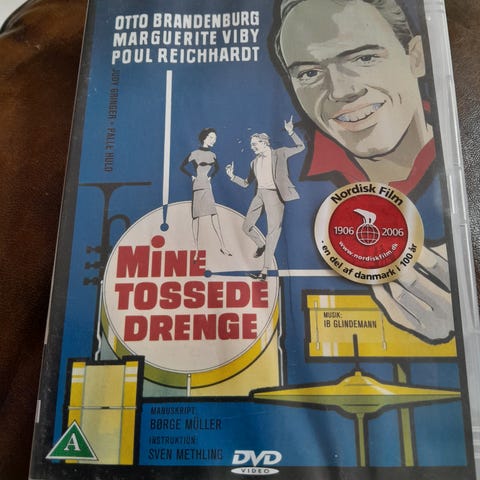 OTTO BRANDENBURG
MARGUERITE VIBY
POUL REICHHARDT
JUDY GRINGER • PALLE HULD
Nordisk Film
1906 2006
www.nordiskfilm.dk
- en del af danmark i 100 år
MINE
TOSSEDE
DRENGE
MUSIK:
IB GLINDEMANN
MANUSKRIPT:
BØRGE MÜLLER
INSTRUKTION:
SVEN METHLING
A
DVD
VIDEO